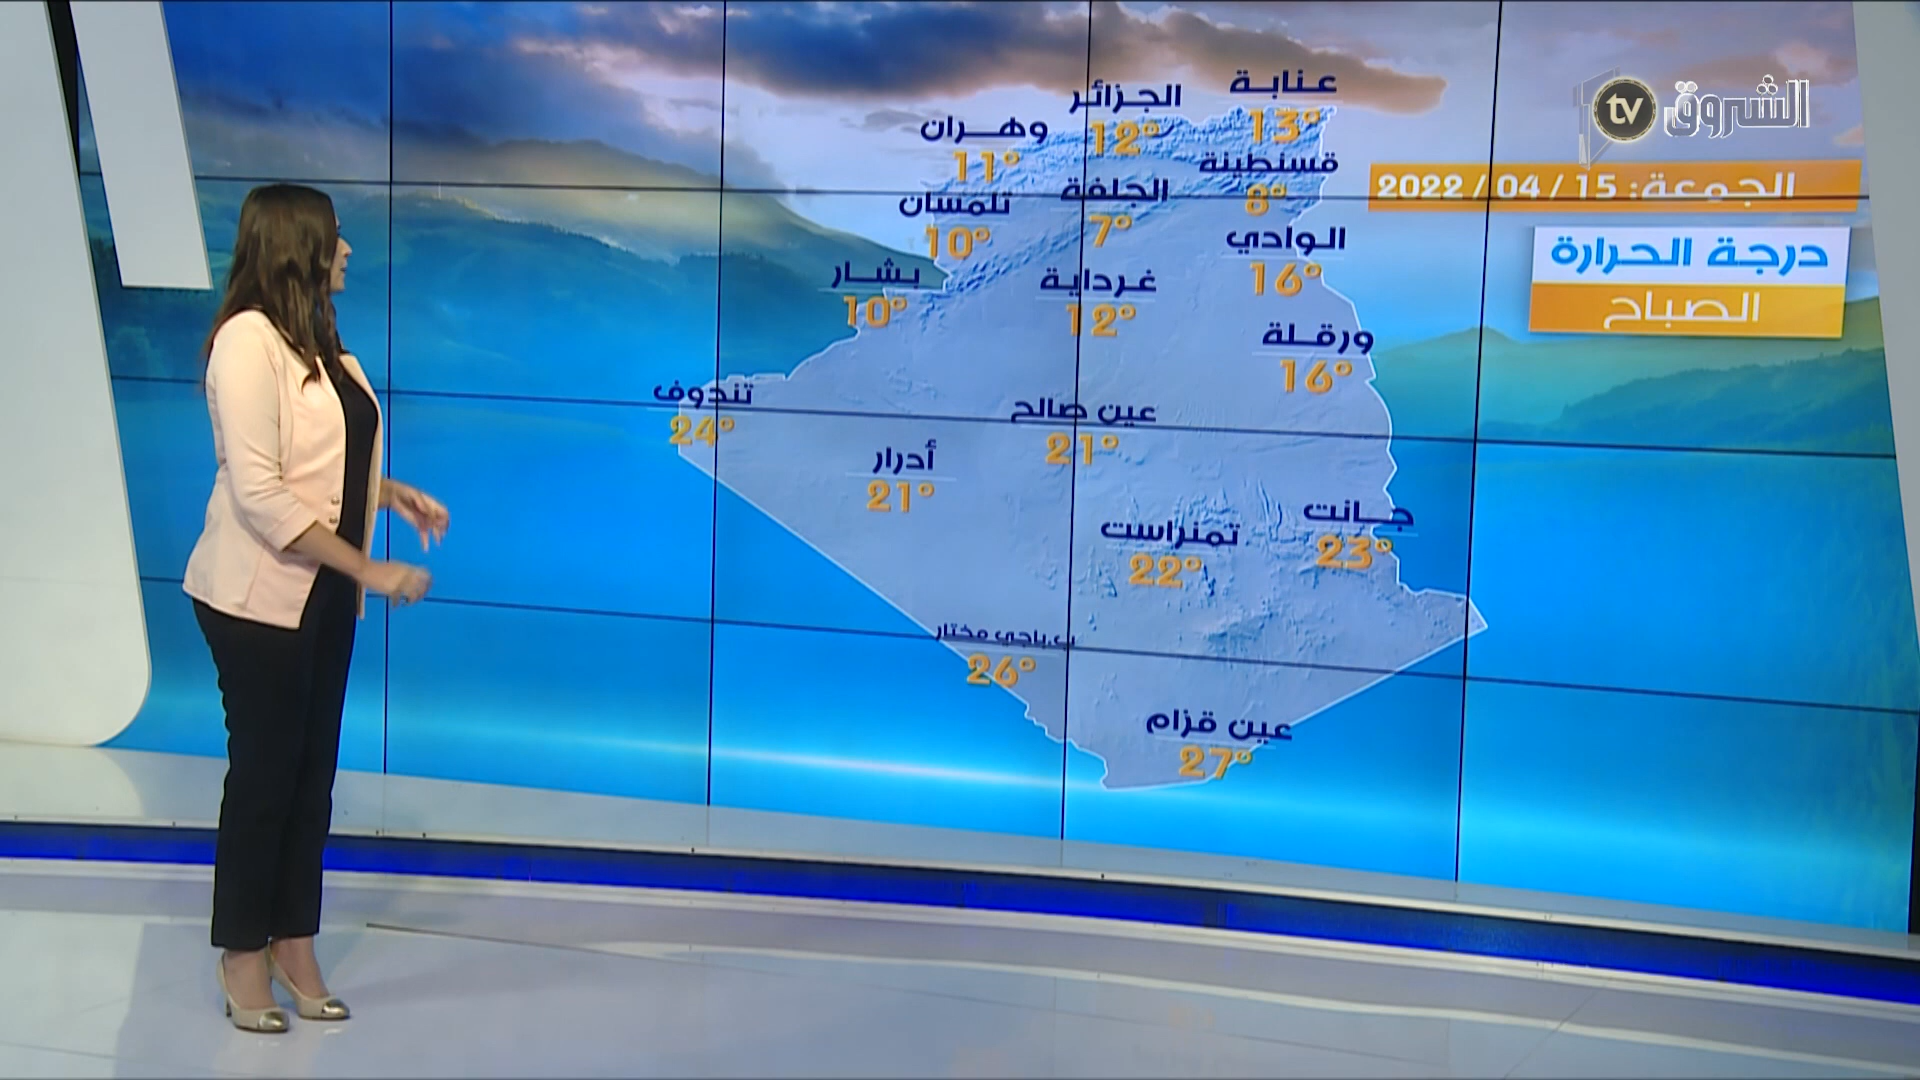 الشروق tv
الجمعة: 15 / 04 / 2022
درجة الحرارة
الصباح
عنابة
13°
الجزائر
12°
وهران
11°
قسنطينة
8°
الجلفة
7°
تلمسان
10°
الوادي
16°
غرداية
12°
بشار
10°
ورقلة
16°
تندوف
24°
عين صالح
21°
أدرار
21°
جانت
23°
تمنراست
22°
ب.باجي مختار
26°
عين قزام
27°